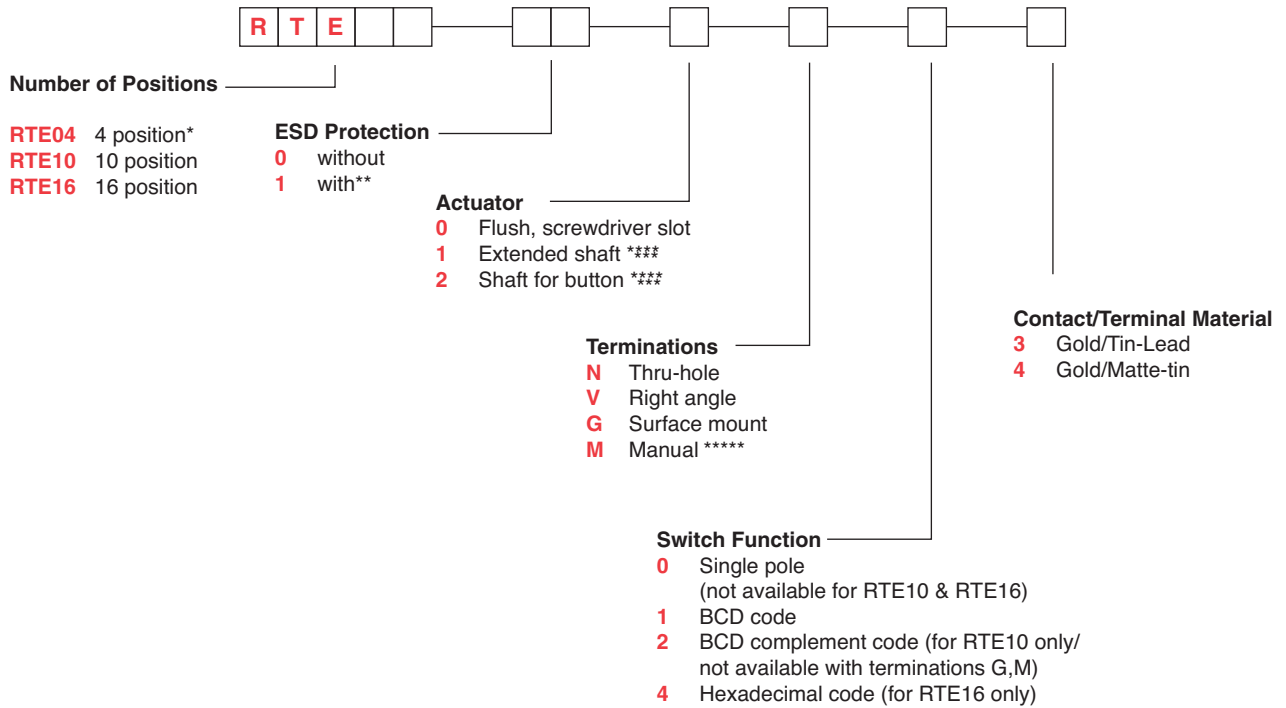 R T E
Number of Positions
RTE04 4 position*
RTE10 10 position
RTE16 16 position
ESD Protection
0 without
1 with**
Actuator
0 Flush, screwdriver slot
1 Extended shaft ****
2 Shaft for button ****
Terminations
N Thru-hole
V Right angle
G Surface mount
M Manual *****
Switch Function
0 Single pole
(not available for RTE10 & RTE16)
1 BCD code
2 BCD complement code (for RTE10 only/
not available with terminations G,M)
4 Hexadecimal code (for RTE16 only)
Contact/Terminal Material
3 Gold/Tin-Lead
4 Gold/Matte-tin